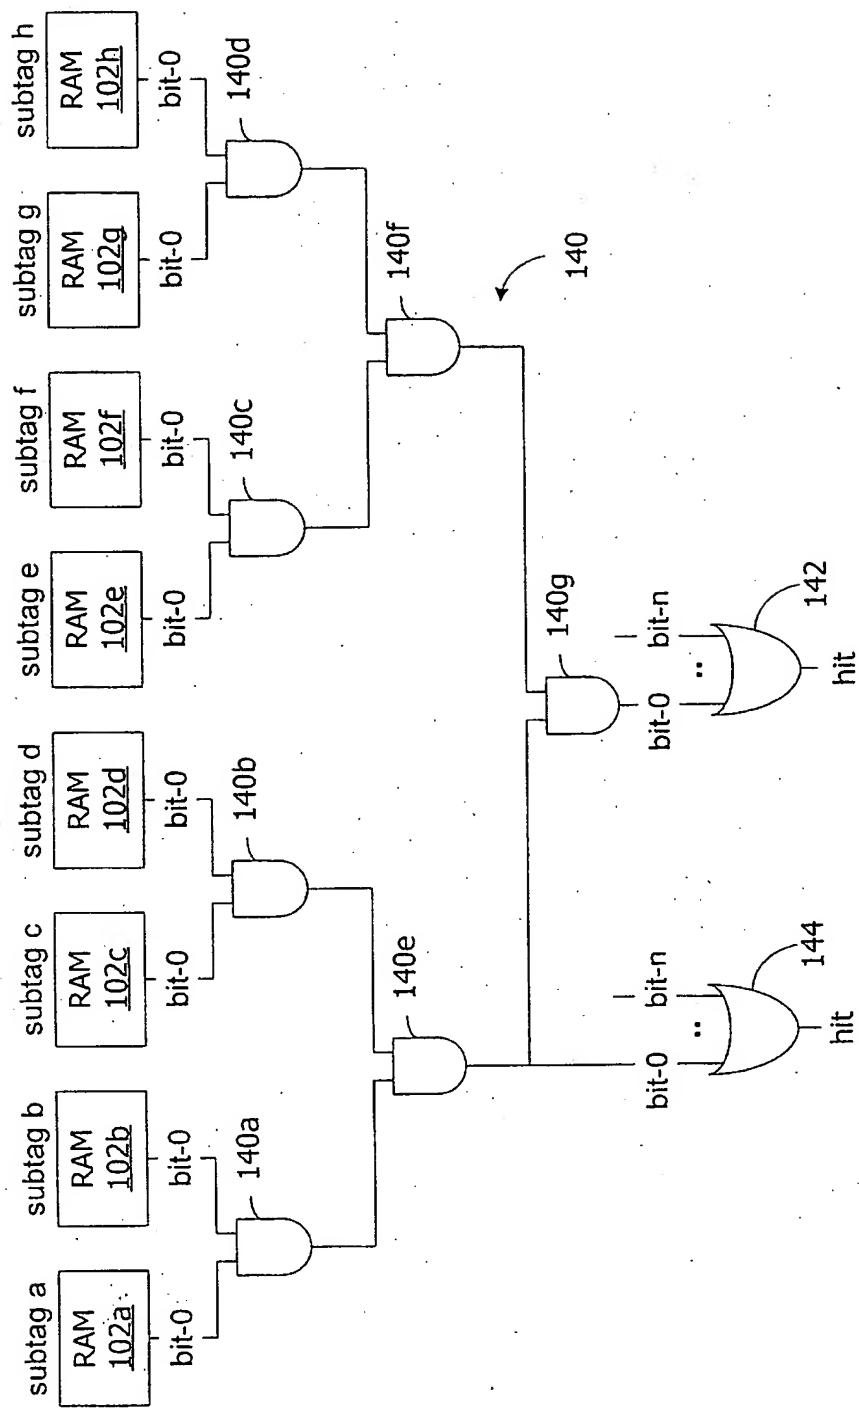 subtag a
subtag b
subtag c
subtag d
subtag e
subtag f
subtag g
subtag h
RAM
102a
RAM
102b
RAM
102c
RAM
102d
RAM
102e
RAM
102f
RAM
102g
RAM
102h
bit-0
bit-0
bit-0
bit-0
bit-0
bit-0
bit-0
bit-0
140a
140b
140c
140d
140e
140f
140
140g
bit-0
..
bit-n
144
hit
bit-0
..
bit-n
142
hit